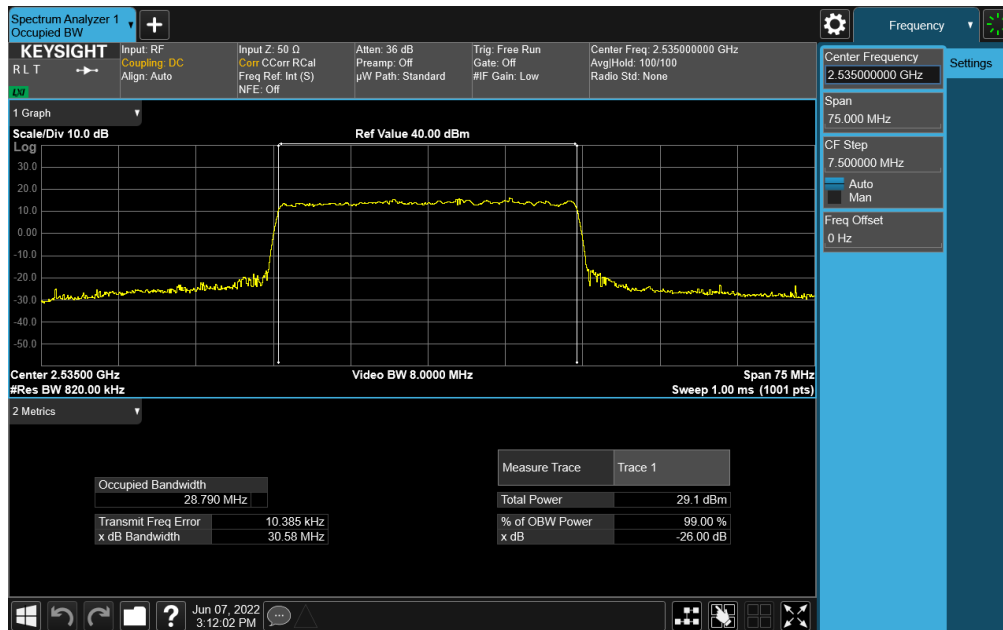 Spectrum Analyzer 1
Occupied BW
Frequency
KEYSIGHT
R L T
LXI
Input: RF
Coupling: DC
Align: Auto
Input Z: 50 Ω
Corr CCorr RCal
Freq Ref: Int (S)
NFE: Off
Atten: 36 dB
Preamp: Off
µW Path: Standard
Trig: Free Run
Gate: Off
#IF Gain: Low
Center Freq: 2.535000000 GHz
Avg|Hold: 100/100
Radio Std: None
Center Frequency
2.535000000 GHz
Settings
Span
75.000 MHz
CF Step
7.500000 MHz
Auto
Man
Freq Offset
0 Hz
1 Graph
Scale/Div 10.0 dB
Ref Value 40.00 dBm
Log
30.0
20.0
10.0
0.00
-10.0
-20.0
-30.0
-40.0
-50.0
Center 2.53500 GHz
Video BW 8.0000 MHz
Span 75 MHz
#Res BW 820.00 kHz
Sweep 1.00 ms (1001 pts)
2 Metrics
Measure Trace Trace 1
Occupied Bandwidth
28.790 MHz
Total Power 29.1 dBm
Transmit Freq Error 10.385 kHz
% of OBW Power 99.00 %
x dB Bandwidth 30.58 MHz
x dB -26.00 dB
?
Jun 07, 2022
3:12:02 PM